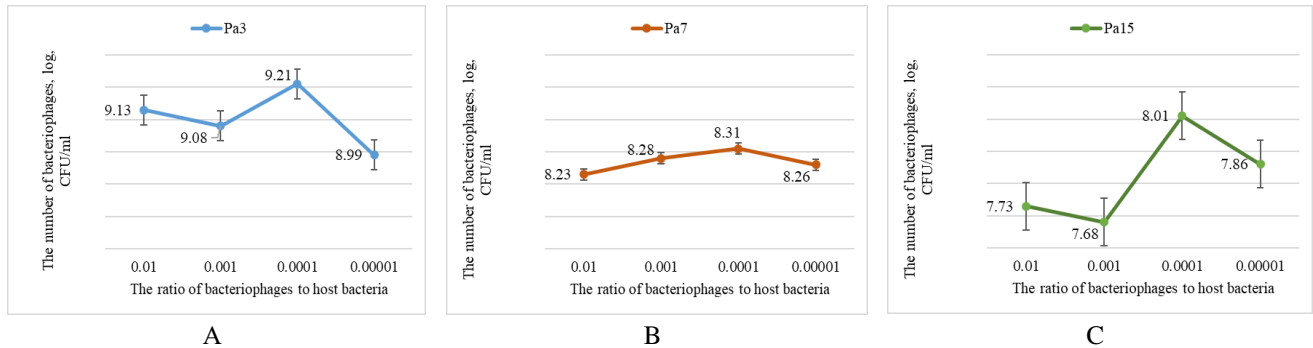 Pa3
The number of bacteriophages, log,
CFU/ml
9.13
9.08
9.21
8.99
0.01 0.001 0.0001 0.00001
The ratio of bacteriophages to host bacteria
A
Pa7
The number of bacteriophages, log,
CFU/ml
8.23
8.28
8.31
8.26
0.01 0.001 0.0001 0.00001
The ratio of bacteriophages to host bacteria
B
Pa15
The number of bacteriophages, log,
CFU/ml
7.73
7.68
8.01
7.86
0.01 0.001 0.0001 0.00001
The ratio of bacteriophages to host bacteria
C